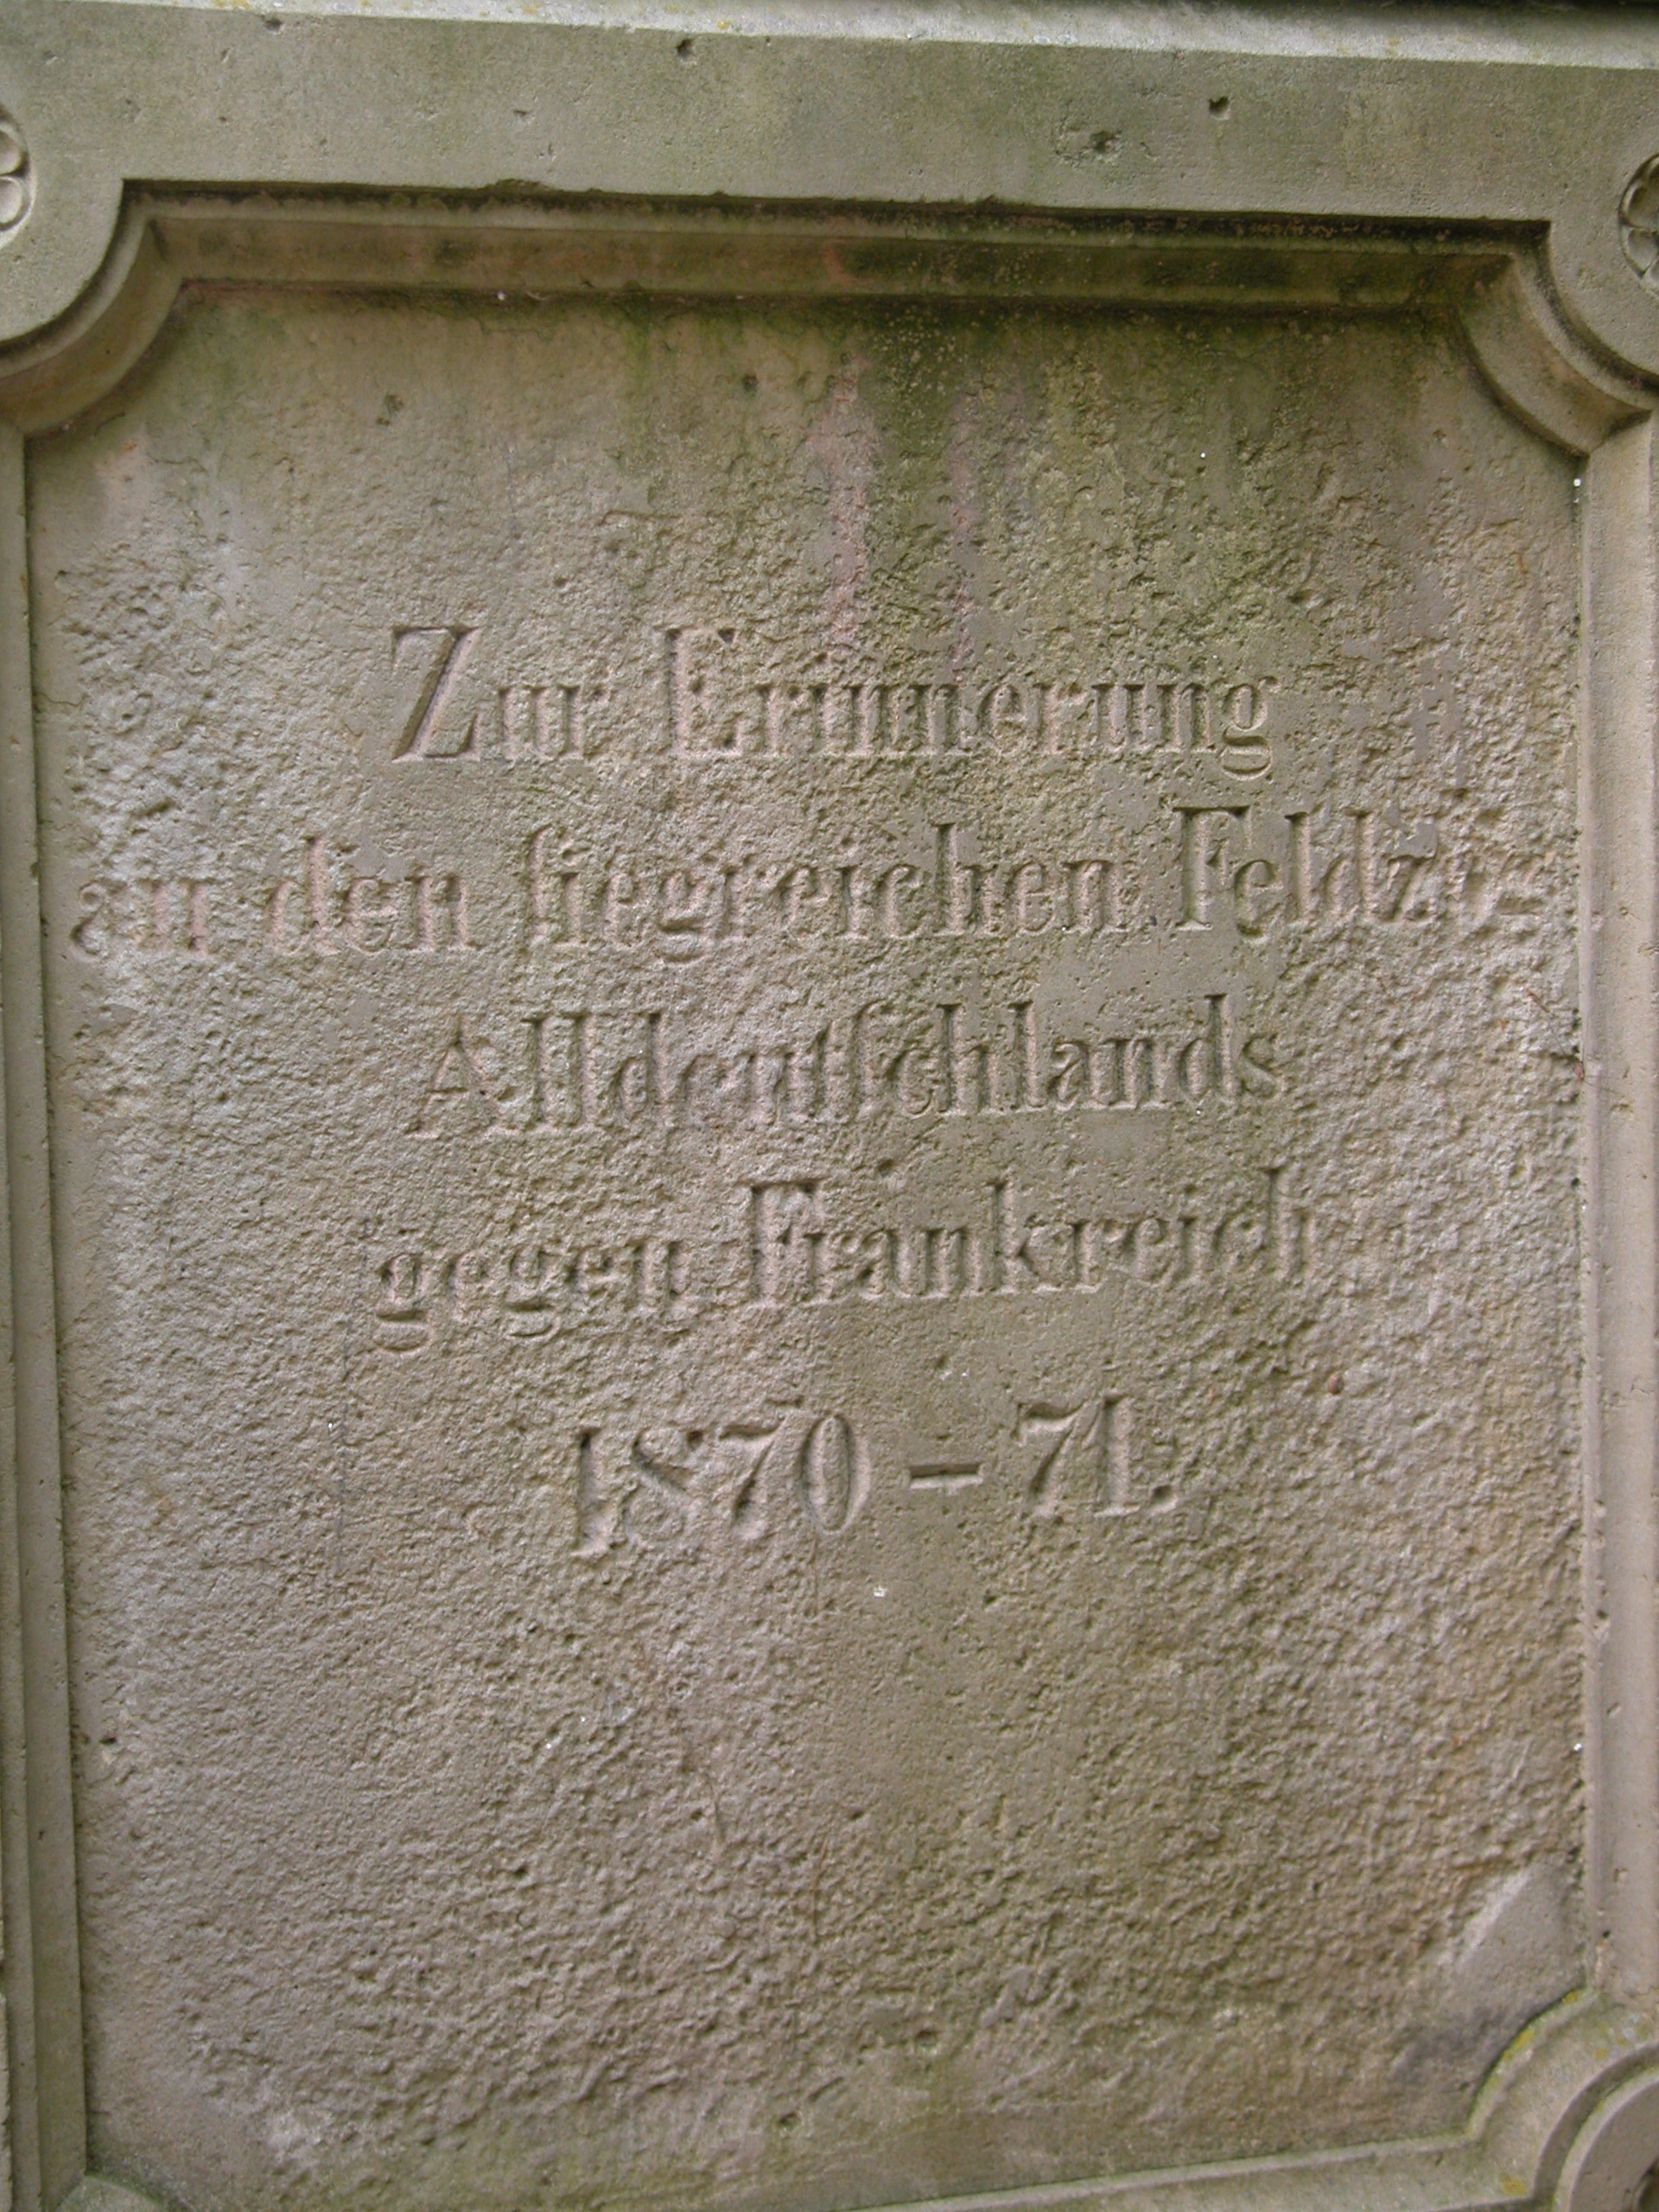 Zur Erinnerung
an den ſiegreichen Feldzug
Alldeutſchlands
gegen Frankreich
1870 – 71.